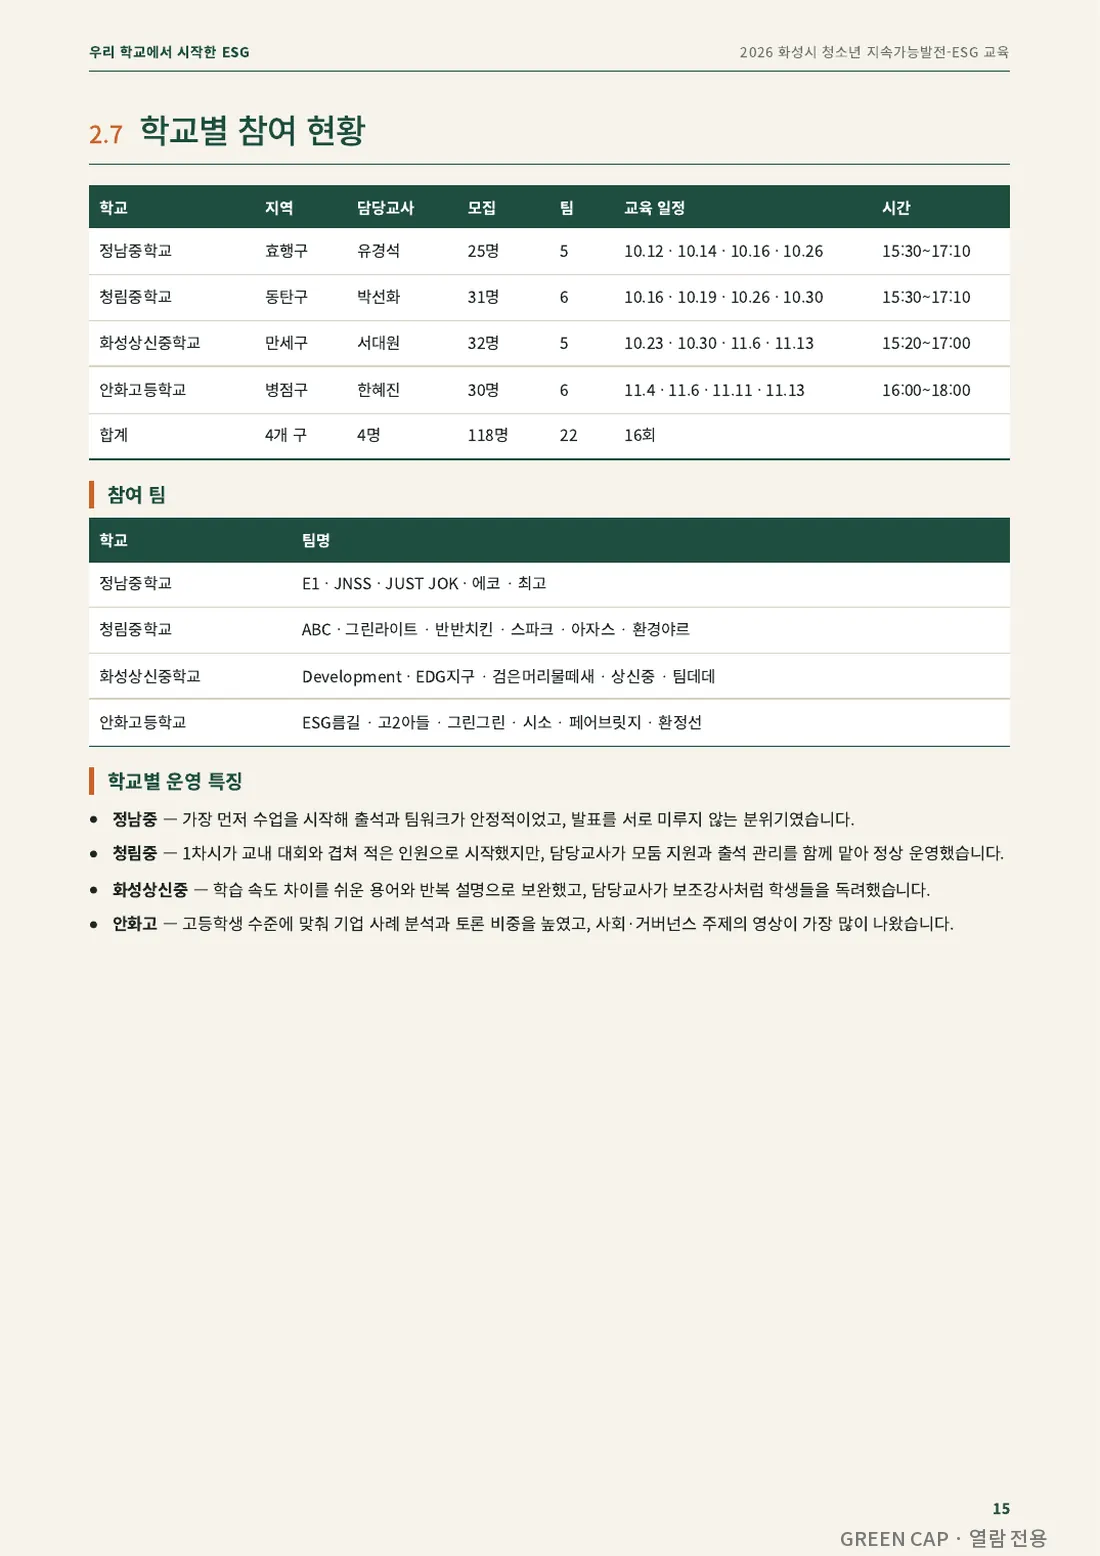 우리 학교에서 시작한 ESG
2026 화성시 청소년 지속가능발전-ESG 교육
2.7 학교별 참여 현황
학교 지역 담당교사 모집 팀 교육 일정 시간
정남중학교 효행구 유경석 25명 5 10.12 · 10.14 · 10.16 · 10.26 15:30~17:10
청림중학교 동탄구 박선화 31명 6 10.16 · 10.19 · 10.26 · 10.30 15:30~17:10
화성상신중학교 만세구 서대원 32명 5 10.23 · 10.30 · 11.6 · 11.13 15:20~17:00
안화고등학교 병점구 한혜진 30명 6 11.4 · 11.6 · 11.11 · 11.13 16:00~18:00
합계 4개 구 4명 118명 22 16회
참여 팀
학교 팀명
정남중학교 E1 · JNSS · JUST JOK · 에코 · 최고
청림중학교 ABC · 그린라이트 · 반반치킨 · 스파크 · 아자스 · 환경야르
화성상신중학교 Development · EDG지구 · 검은머리물떼새 · 상신중 · 팀데데
안화고등학교 ESG름길 · 고2아들 · 그린그린 · 시소 · 페어브릿지 · 환정선
학교별 운영 특징
● 정남중 — 가장 먼저 수업을 시작해 출석과 팀워크가 안정적이었고, 발표를 서로 미루지 않는 분위기였습니다.
● 청림중 — 1차시가 교내 대회와 겹쳐 적은 인원으로 시작했지만, 담당교사가 모둠 지원과 출석 관리를 함께 맡아 정상 운영했습니다.
● 화성상신중 — 학습 속도 차이를 쉬운 용어와 반복 설명으로 보완했고, 담당교사가 보조강사처럼 학생들을 독려했습니다.
● 안화고 — 고등학생 수준에 맞춰 기업 사례 분석과 토론 비중을 높였고, 사회·거버넌스 주제의 영상이 가장 많이 나왔습니다.
15
GREEN CAP · 열람 전용